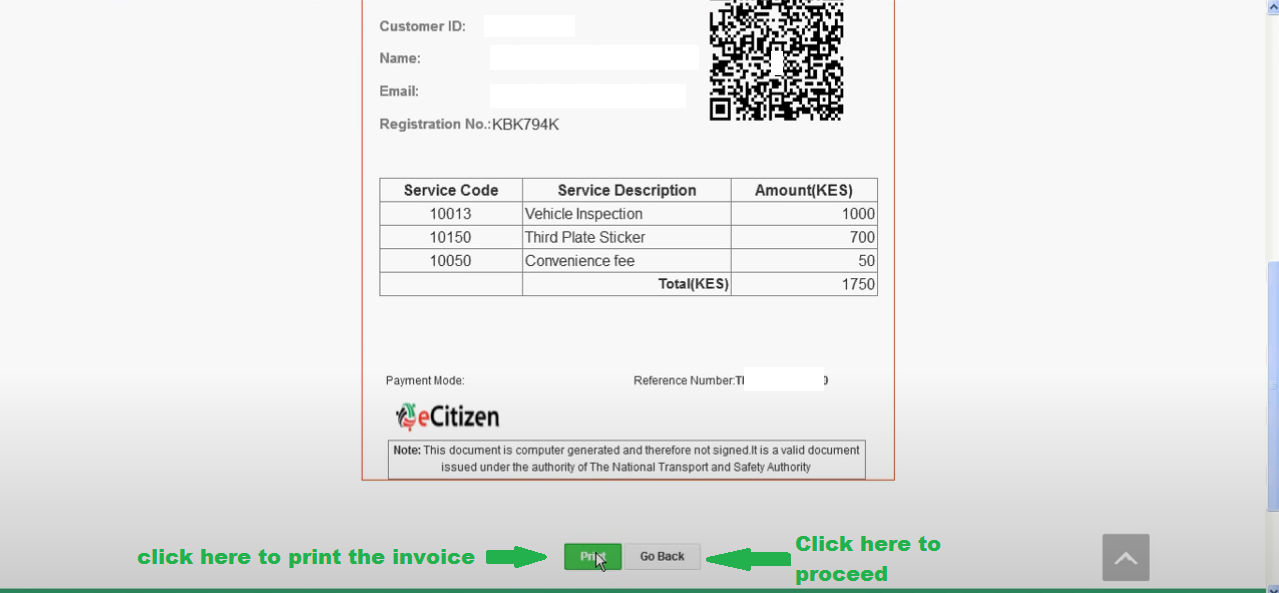 Customer ID:
Name:
Email:
Registration No.:KBK794K
Service Code Service Description Amount(KES)
10013 Vehicle Inspection 1000
10150 Third Plate Sticker 700
10050 Convenience fee 50
Total(KES) 1750
Payment Mode: Reference Number:
eCitizen
Note: This document is computer generated and therefore not signed.It is a valid document
issued under the authority of The National Transport and Safety Authority
click here to print the invoice
Print
Go Back
Click here to
proceed